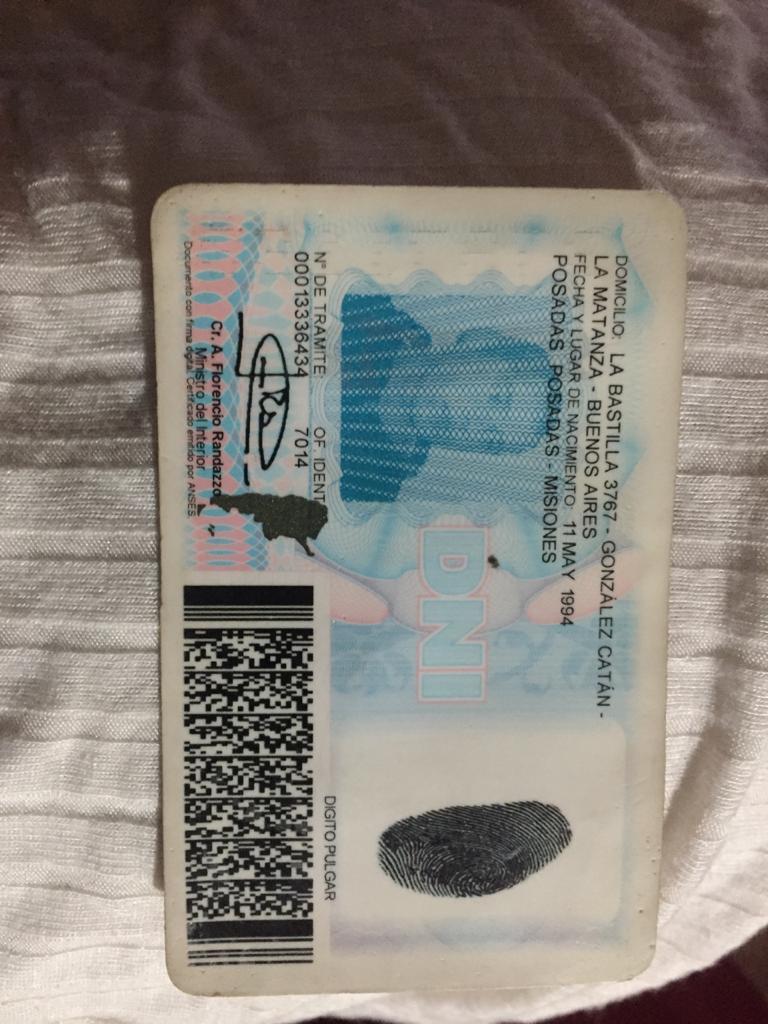 DOMICILIO: LA BASTILLA 3767 - GONZÁLEZ CATÁN -
LA MATANZA - BUENOS AIRES
FECHA Y LUGAR DE NACIMIENTO: 11 MAY 1994
POSADAS POSADAS - MISIONES
DNI
N° DE TRAMITE: OF. IDENT
00013336434 7014
Cr. A. Florencio Randazzo
Ministro del Interior
Documento con firma digital. Certificado emitido por ANSES.
DIGITO PULGAR